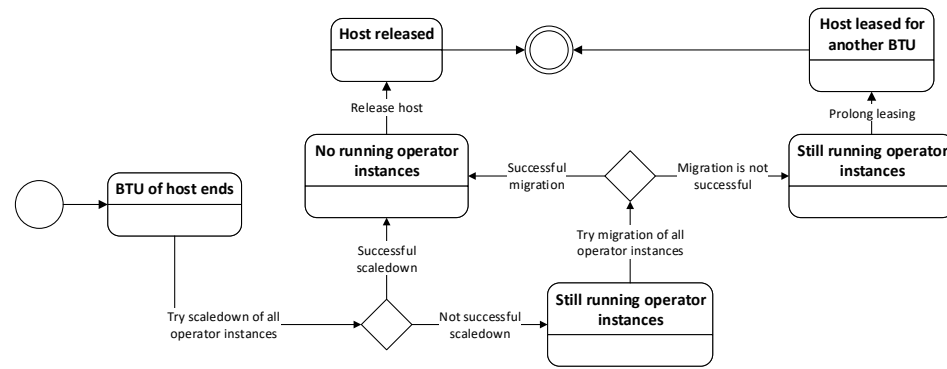 Host released
Host leased for
another BTU
Release host
Prolong leasing
No running operator
instances
Successful
migration
Migration is not
successful
Still running operator
instances
BTU of host ends
Try migration of all
operator instances
Successful
scaledown
Try scaledown of all
operator instances
Not successful
scaledown
Still running operator
instances